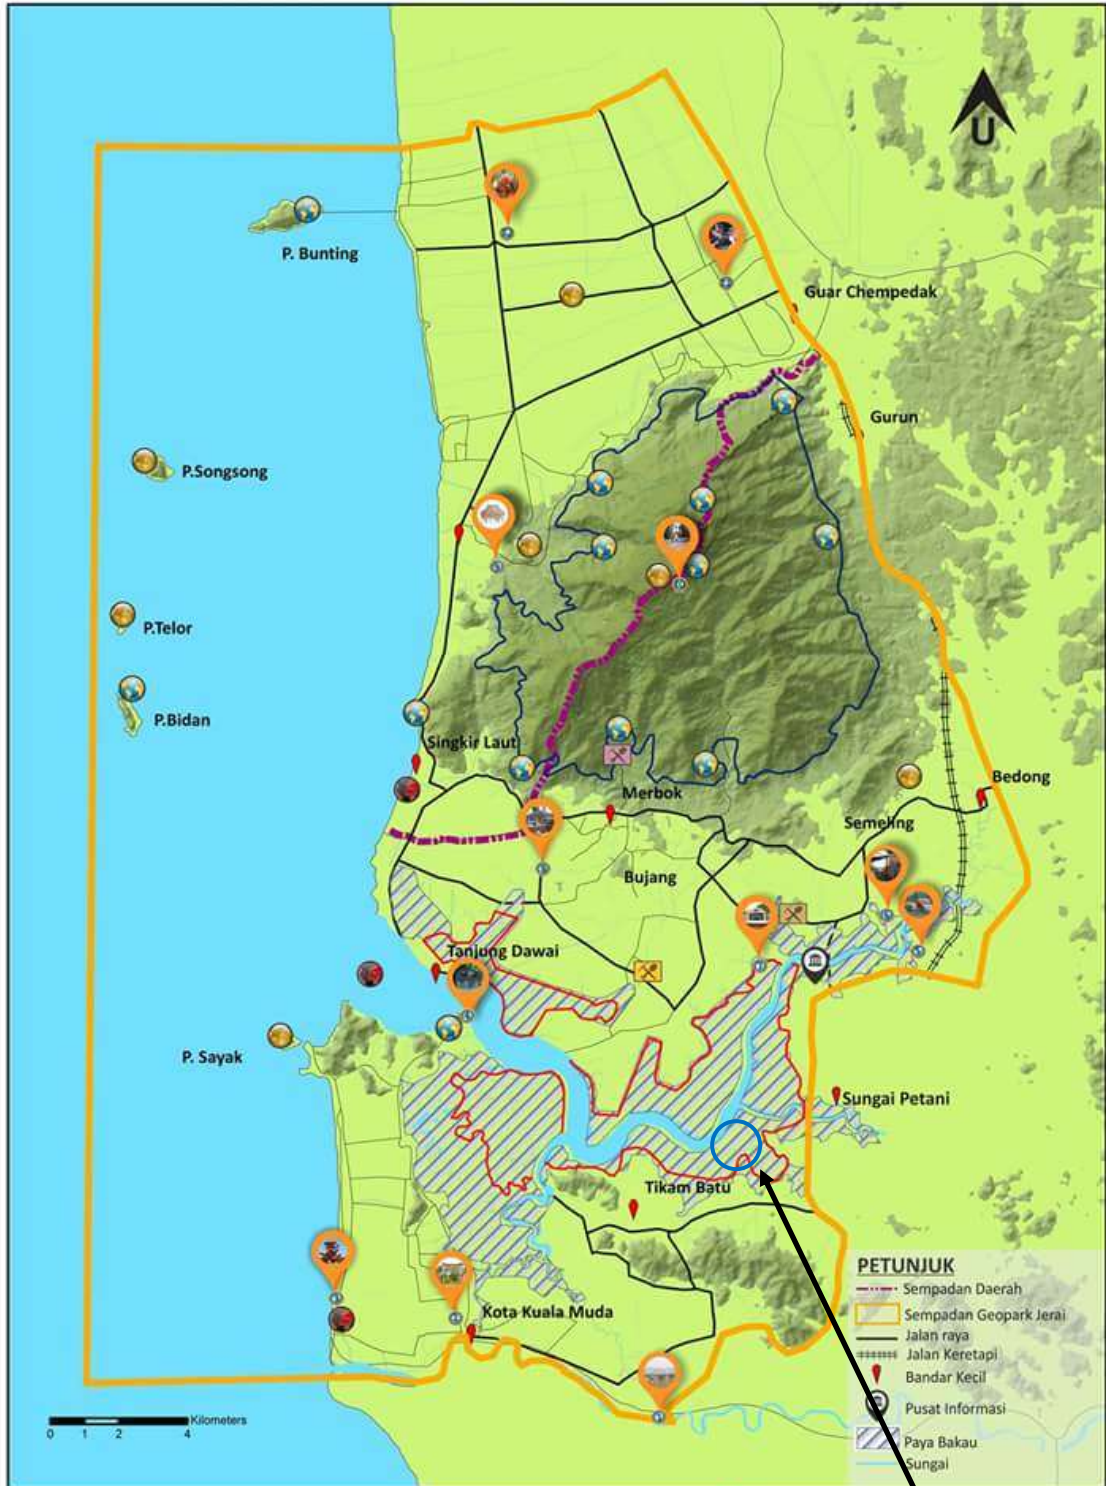 U
P. Bunting
Guar Chempedak
Gurun
P.Songsong
P.Telor
P.Bidan
Singkir Laut
Merbok
Bedong
Semeling
Bujang
Tanjung Dawai
P. Sayak
Sungai Petani
Tikam Batu
Kota Kuala Muda
PETUNJUK
Sempadan Daerah
Sempadan Geopark Jerai
Jalan raya
Jalan Keretapi
Bandar Kecil
Pusat Informasi
Paya Bakau
Sungai
Kilometers
0 1 2 4